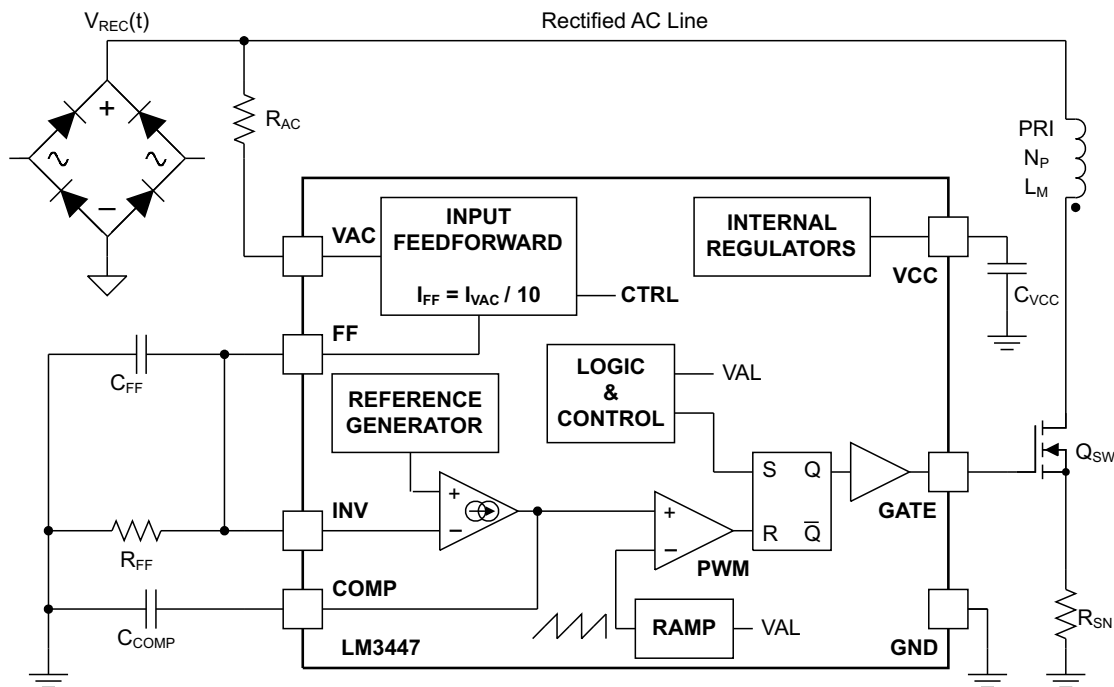 V_REC(t)
Rectified AC Line
R_AC
PRI
N_P
L_M
VAC
INPUT
FEEDFORWARD
I_FF = I_VAC / 10
CTRL
INTERNAL
REGULATORS
VCC
C_VCC
FF
C_FF
REFERENCE
GENERATOR
LOGIC
&
CONTROL
VAL
Q_SW
+
−
S Q
R Q̅
GATE
INV
R_FF
+
−
PWM
COMP
C_COMP
RAMP
VAL
LM3447
GND
R_SN